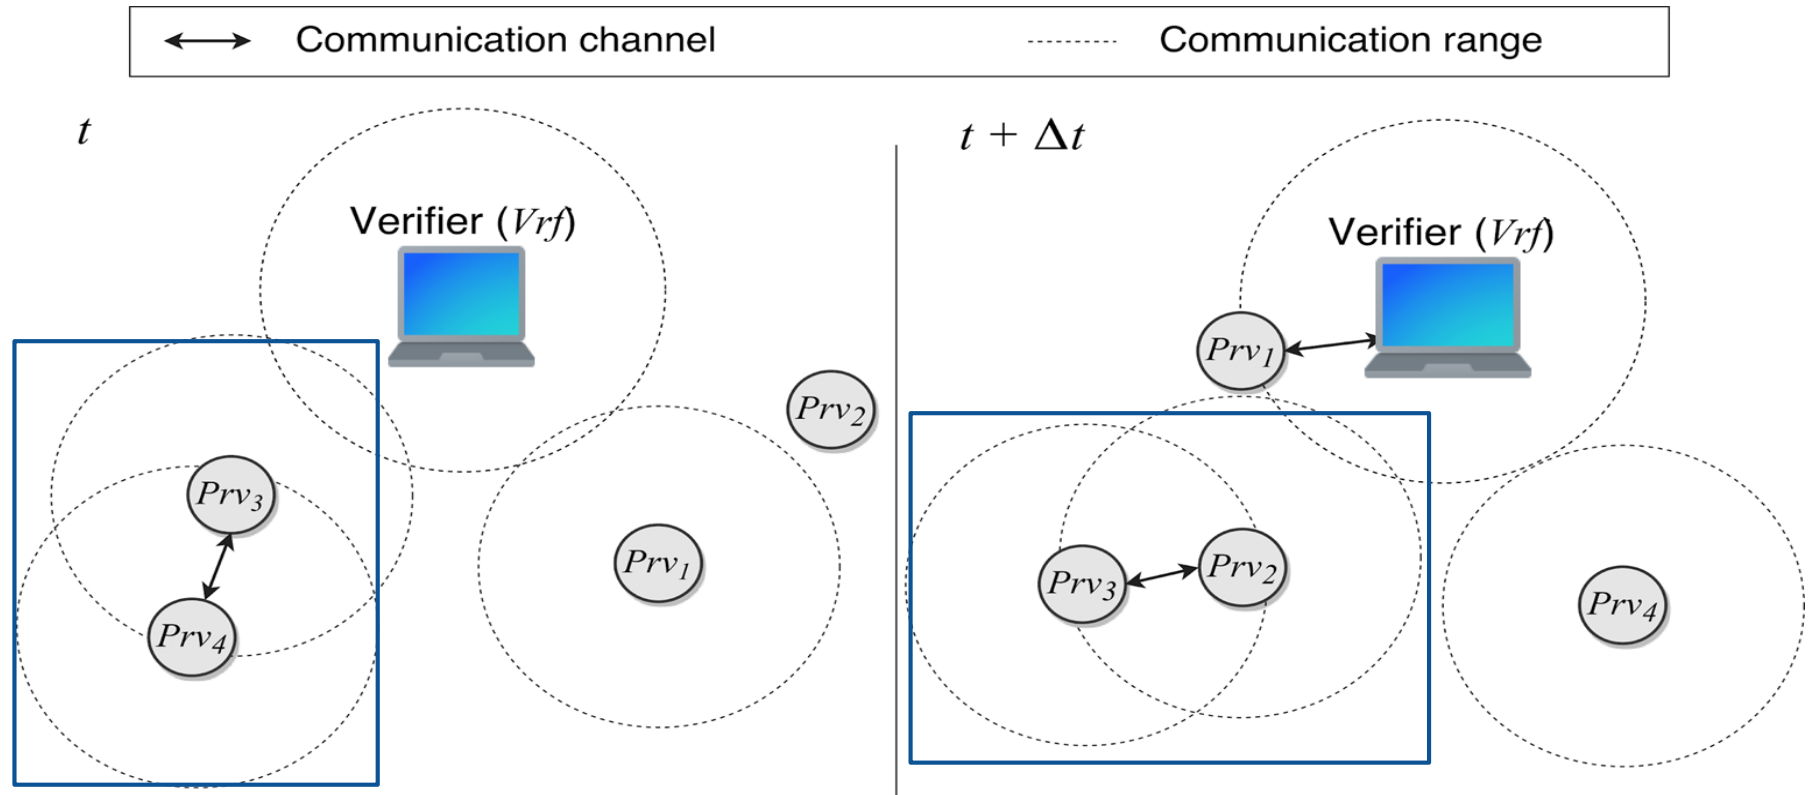 Communication channel
Communication range
t
Verifier (Vrf)
Prv2
Prv3
Prv1
Prv4
t + Δt
Verifier (Vrf)
Prv1
Prv3
Prv2
Prv4